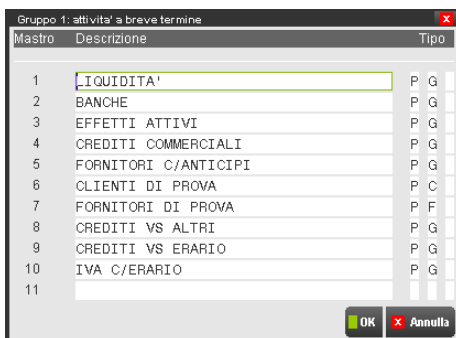 Gruppo 1: attivita' a breve termine X
Mastro Descrizione Tipo
1 LIQUIDITA' P G
2 BANCHE P G
3 EFFETTI ATTIVI P G
4 CREDITI COMMERCIALI P G
5 FORNITORI C/ANTICIPI P G
6 CLIENTI DI PROVA P C
7 FORNITORI DI PROVA P F
8 CREDITI VS ALTRI P G
9 CREDITI VS ERARIO P G
10 IVA C/ERARIO P G
11
OK X Annulla